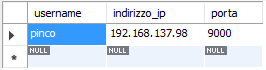 username indirizzo_ip porta
pinco 192.168.137.98 9000
NULL NULL NULL